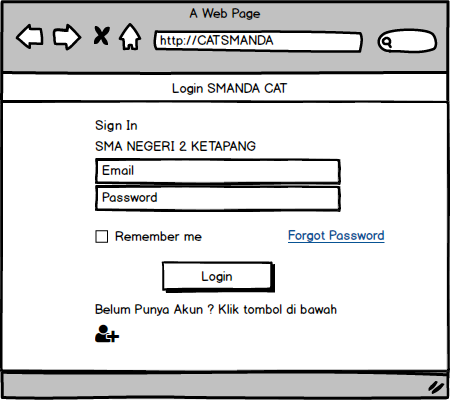 A Web Page
http://CATSMANDA
Login SMANDA CAT
Sign In
SMA NEGERI 2 KETAPANG
Email
Password
Remember me Forgot Password
Login
Belum Punya Akun ? Klik tombol di bawah